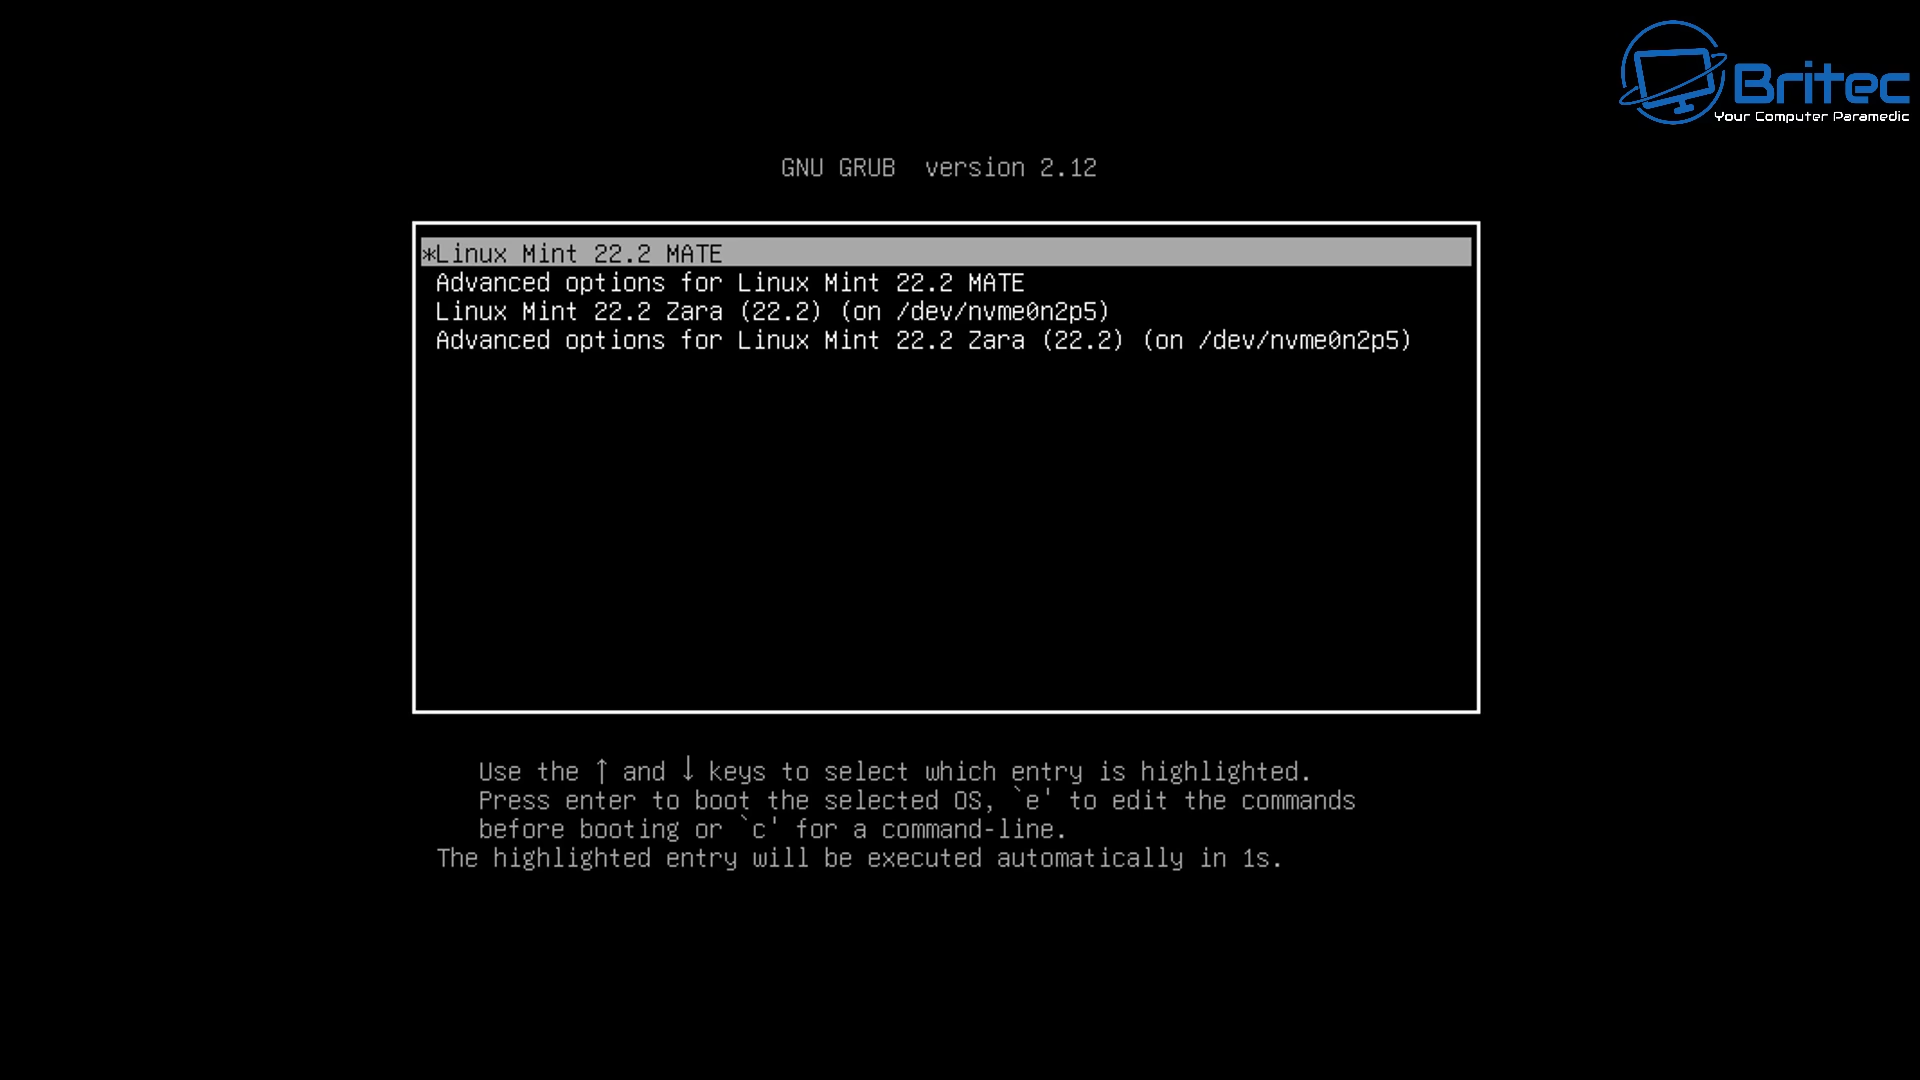 Britec
Your Computer Paramedic
GNU GRUB  version 2.12
*Linux Mint 22.2 MATE
Advanced options for Linux Mint 22.2 MATE
Linux Mint 22.2 Zara (22.2) (on /dev/nvme0n2p5)
Advanced options for Linux Mint 22.2 Zara (22.2) (on /dev/nvme0n2p5)
Use the ↑ and ↓ keys to select which entry is highlighted.
Press enter to boot the selected OS, `e' to edit the commands
before booting or `c' for a command-line.
The highlighted entry will be executed automatically in 1s.